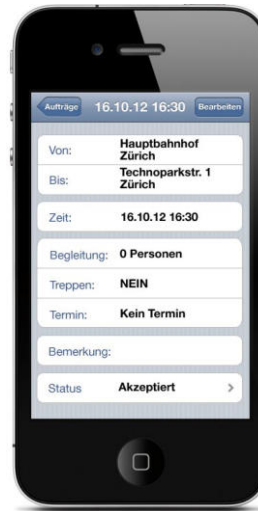 Aufträge 16.10.12 16:30 Bearbeiten
Von: Hauptbahnhof
Zürich
Bis: Technoparkstr. 1
Zürich
Zeit: 16.10.12 16:30
Begleitung: 0 Personen
Treppen: NEIN
Termin: Kein Termin
Bemerkung:
Status Akzeptiert